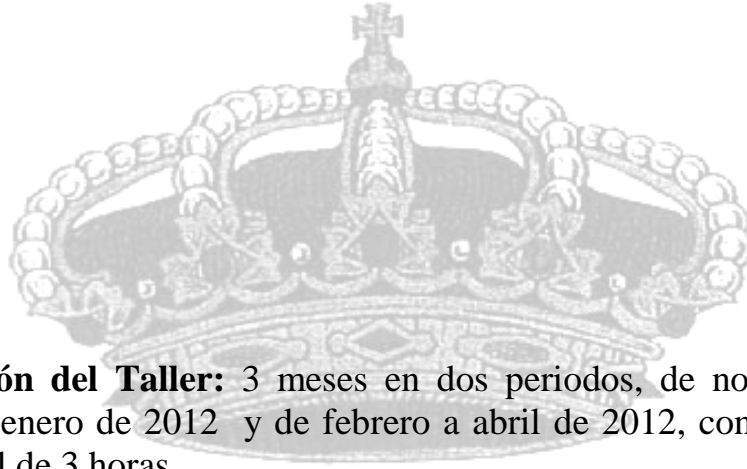 ón del Taller: 3 meses en dos periodos, de no
enero de 2012 y de febrero a abril de 2012, con
l de 3 horas